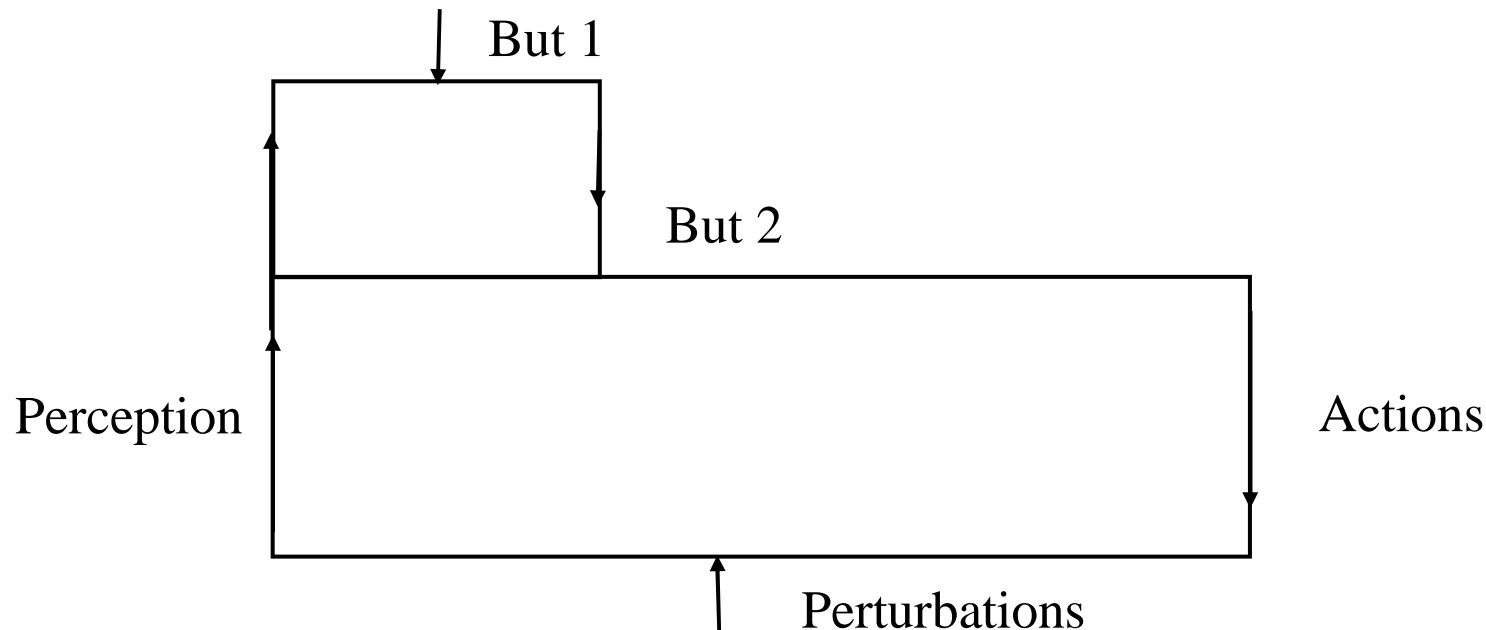 But 1
But 2
Perception
Actions
Perturbations